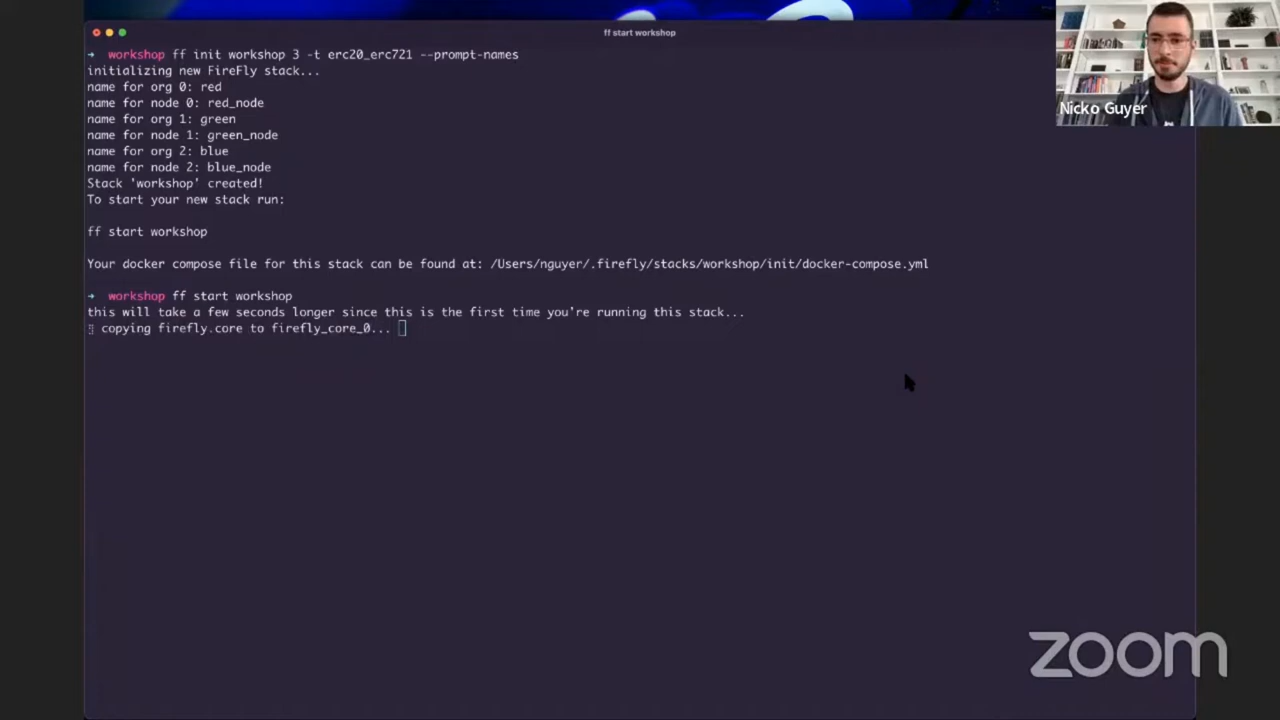 ff start workshop
→ workshop ff init workshop 3 -t erc20_erc721 --prompt-names
initializing new FireFly stack...
name for org 0: red
name for node 0: red_node
name for org 1: green
name for node 1: green_node
name for org 2: blue
name for node 2: blue_node
Stack 'workshop' created!
To start your new stack run:
ff start workshop
Your docker compose file for this stack can be found at: /Users/nguyer/.firefly/stacks/workshop/init/docker-compose.yml
→ workshop ff start workshop
this will take a few seconds longer since this is the first time you're running this stack...
copying firefly.core to firefly_core_0...
Nicko Guyer
zoom